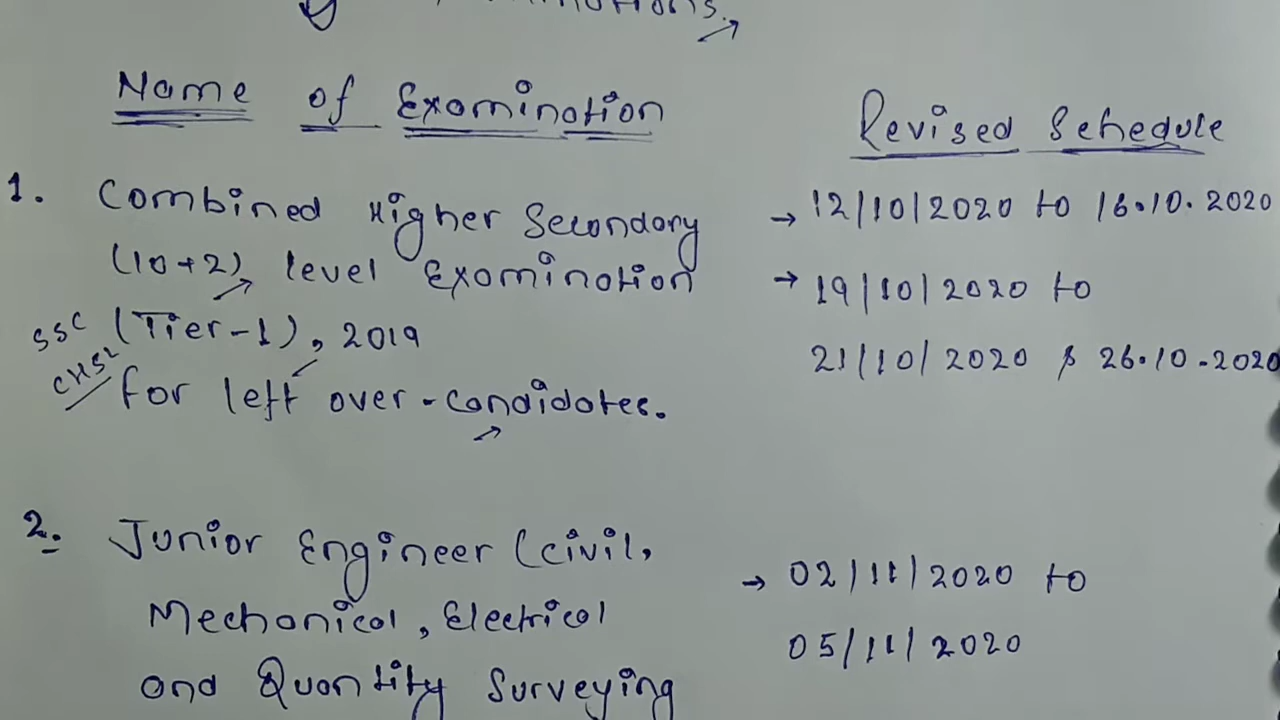 Name of Examination
Revised Schedule
1. Combined Higher Secondary
(10+2) level Examination
SSC (Tier-1), 2019
CHSL for left over-candidates.
→ 12/10/2020 to 16.10.2020
→ 19/10/2020 to
21/10/2020 & 26.10.2020
2. Junior Engineer (Civil,
Mechanical, Electrical
and Quantity Surveying
→ 02/11/2020 to
05/11/2020